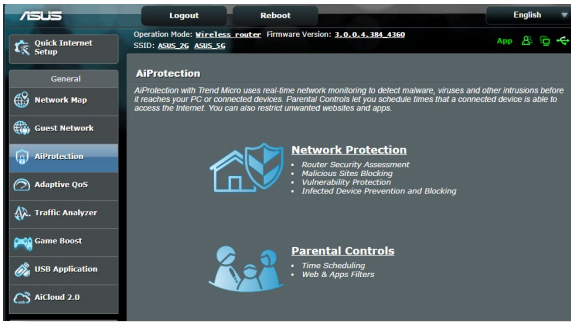 ASUS
Logout
Reboot
English
Quick Internet
Setup
Operation Mode: Wireless router Firmware Version: 3.0.0.4.384_4360
SSID: ASUS_2G ASUS_5G
App
General
Network Map
Guest Network
AiProtection
Adaptive QoS
Traffic Analyzer
Game Boost
USB Application
AiCloud 2.0
AiProtection
AiProtection with Trend Micro uses real-time network monitoring to detect malware, viruses and other intrusions before
it reaches your PC or connected devices. Parental Controls let you schedule times that a connected device is able to
access the Internet. You can also restrict unwanted websites and apps.
Network Protection
• Router Security Assessment
• Malicious Sites Blocking
• Vulnerability Protection
• Infected Device Prevention and Blocking
Parental Controls
• Time Scheduling
• Web & Apps Filters